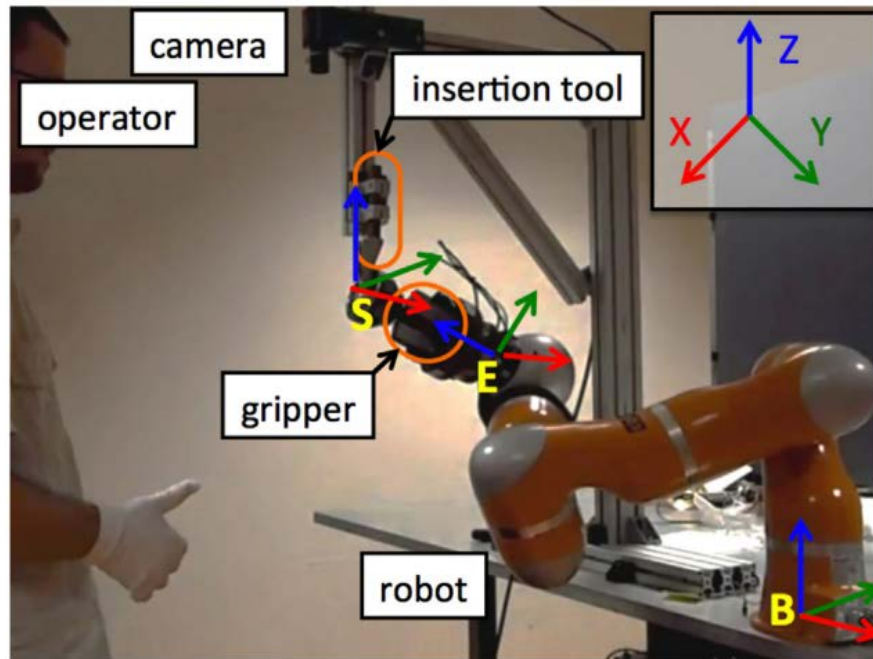 camera
operator
insertion tool
Z
X
Y
S
E
gripper
robot
B